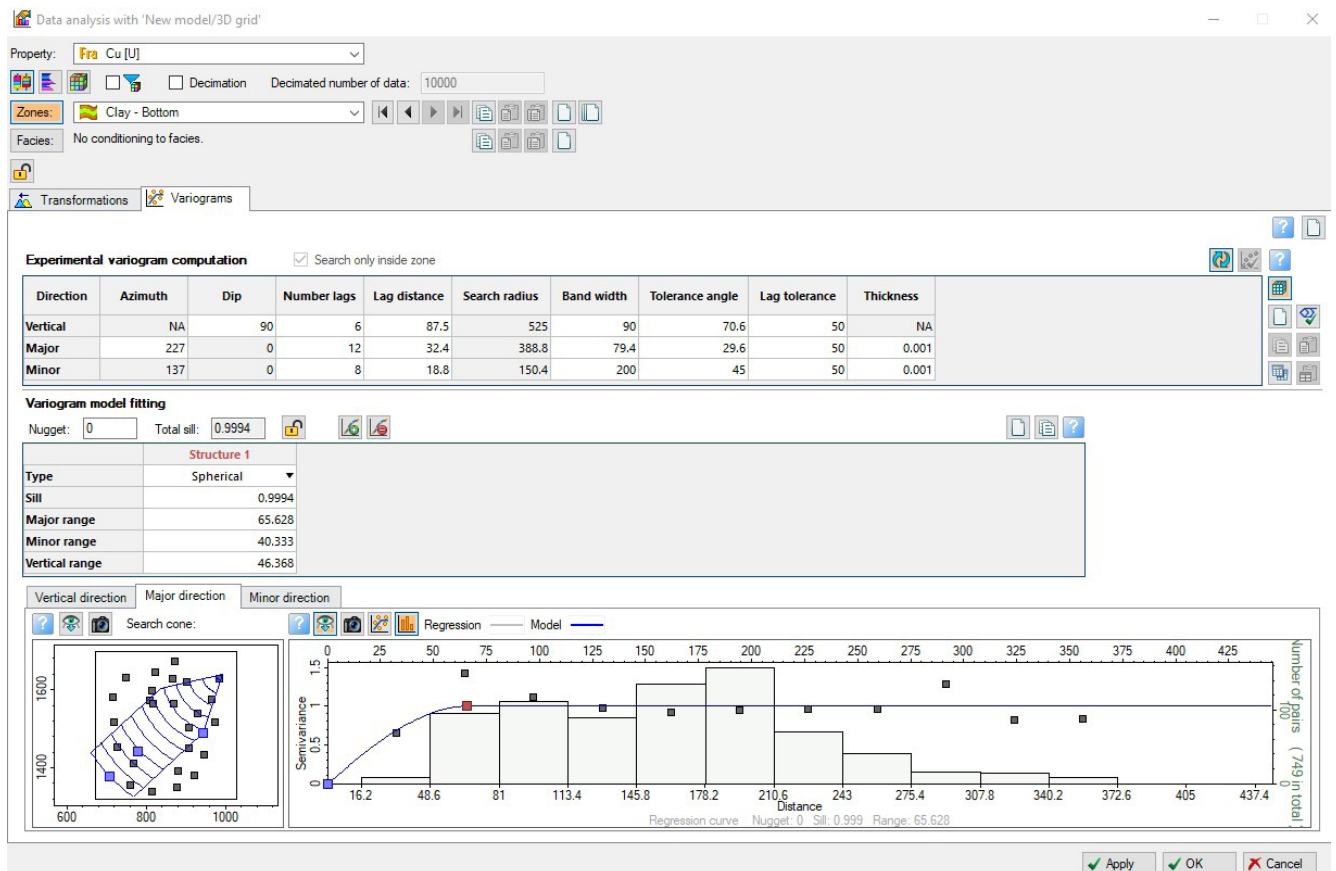 Data analysis with 'New model/3D grid'
Property: Fra Cu [U]
Decimation Decimated number of data: 10000
Zones: Clay - Bottom
Facies: No conditioning to facies.
Transformations Variograms
Experimental variogram computation Search only inside zone
Direction Azimuth Dip Number lags Lag distance Search radius Band width Tolerance angle Lag tolerance Thickness
Vertical NA 90 6 87.5 525 90 70.6 50 NA
Major 227 0 12 32.4 388.8 79.4 29.6 50 0.001
Minor 137 0 8 18.8 150.4 200 45 50 0.001
Variogram model fitting
Nugget: 0 Total sill: 0.9994
Structure 1
Type Spherical
Sill 0.9994
Major range 65.628
Minor range 40.333
Vertical range 46.368
Vertical direction Major direction Minor direction
Search cone:
1600
1400
600 800 1000
Regression Model
0 25 50 75 100 125 150 175 200 225 250 275 300 325 350 375 400 425
Semivariance
1.5
1
0.5
0
Number of pairs (749 in total)
100
0
16.2 48.6 81 113.4 145.8 178.2 210.6 243 275.4 307.8 340.2 372.6 405 437.4
Distance
Regression curve Nugget: 0 Sill: 0.999 Range: 65.628
Apply OK Cancel